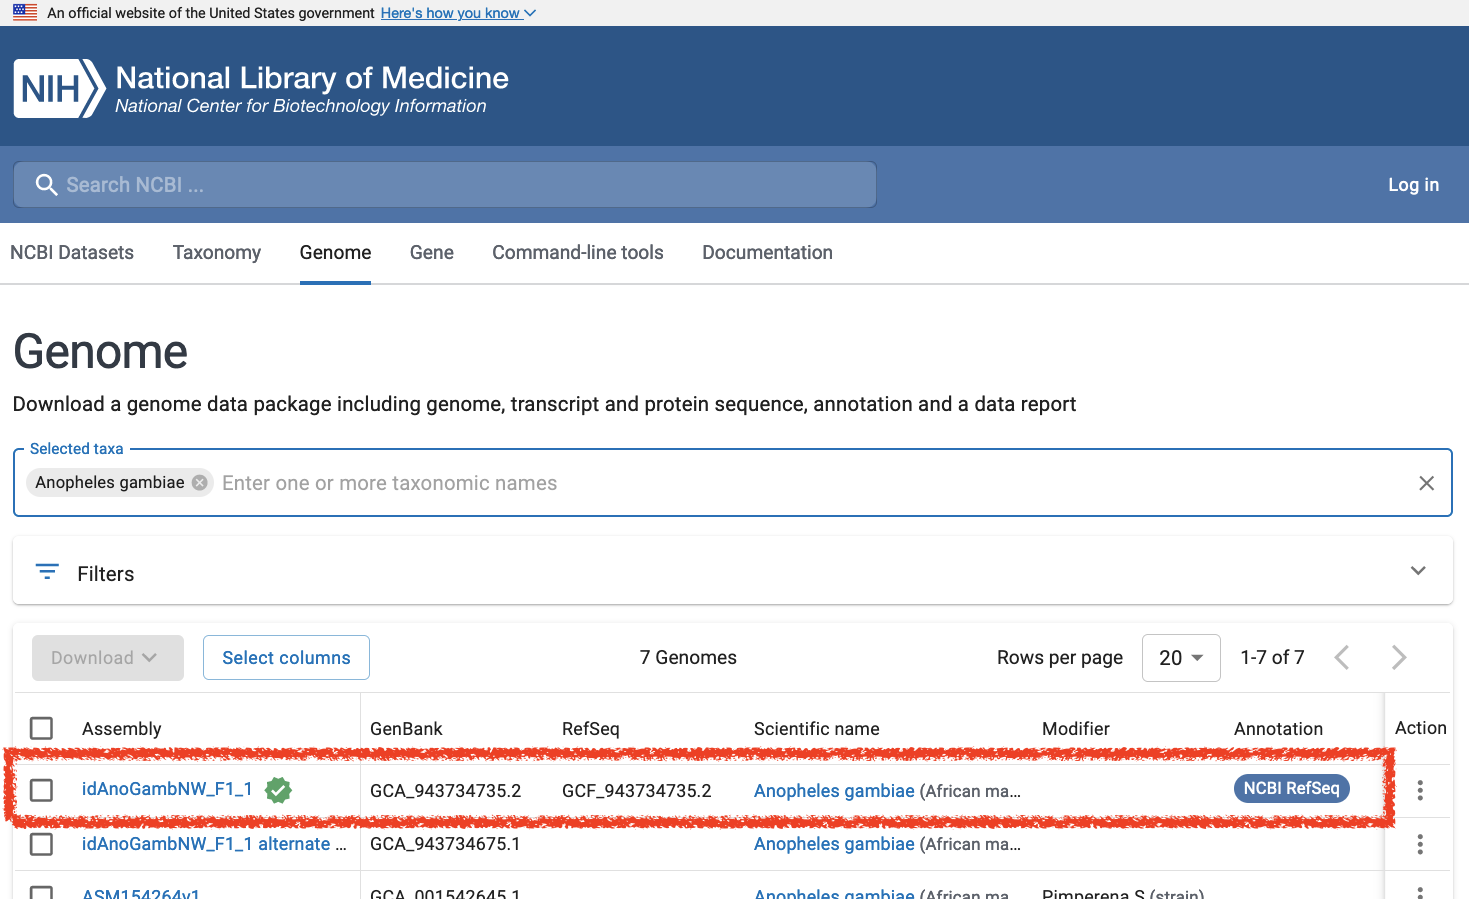 An official website of the United States government Here's how you know
NIH National Library of Medicine
National Center for Biotechnology Information
Search NCBI ... Log in
NCBI Datasets Taxonomy Genome Gene Command-line tools Documentation
Genome
Download a genome data package including genome, transcript and protein sequence, annotation and a data report
Selected taxa
Anopheles gambiae Enter one or more taxonomic names
Filters
Download Select columns 7 Genomes Rows per page 20 1-7 of 7
Assembly GenBank RefSeq Scientific name Modifier Annotation Action
idAnoGambNW_F1_1 GCA_943734735.2 GCF_943734735.2 Anopheles gambiae (African ma... NCBI RefSeq
idAnoGambNW_F1_1 alternate ... GCA_943734675.1 Anopheles gambiae (African ma...
ASM154264v1 GCA_001542645.1 Anopheles gambiae (African ma... Pimperena S (strain)